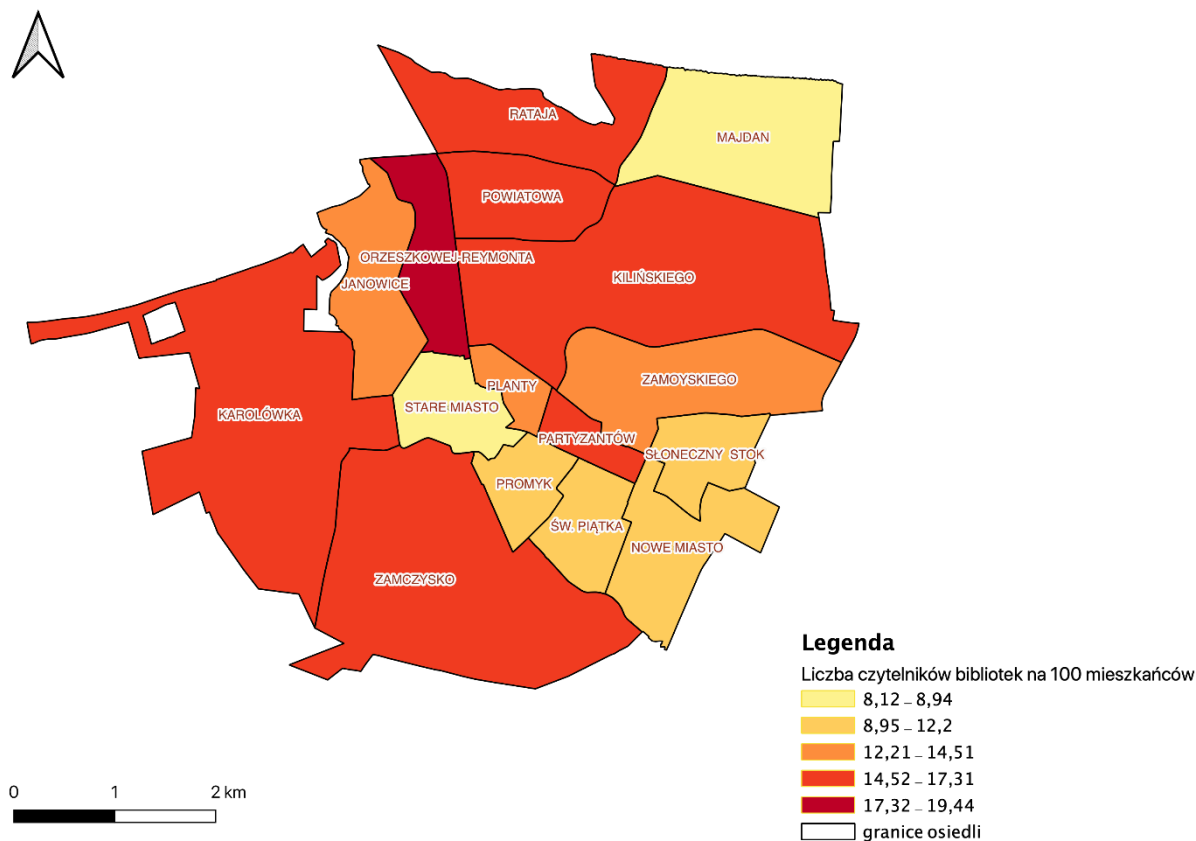 RATAJA
MAJDAN
POWIATOWA
ORZESZKOWEJ-REYMONTA
KILIŃSKIEGO
JANOWICE
ZAMOYSKIEGO
PLANTY
STARE MIASTO
KAROLÓWKA
PARTYZANTÓW
SŁONECZNY STOK
PROMYK
ŚW. PIĄTKA
NOWE MIASTO
ZAMCZYSKO
Legenda
Liczba czytelników bibliotek na 100 mieszkańców
8,12 – 8,94
8,95 – 12,2
12,21 – 14,51
14,52 – 17,31
17,32 – 19,44
granice osiedli
0 1 2 km